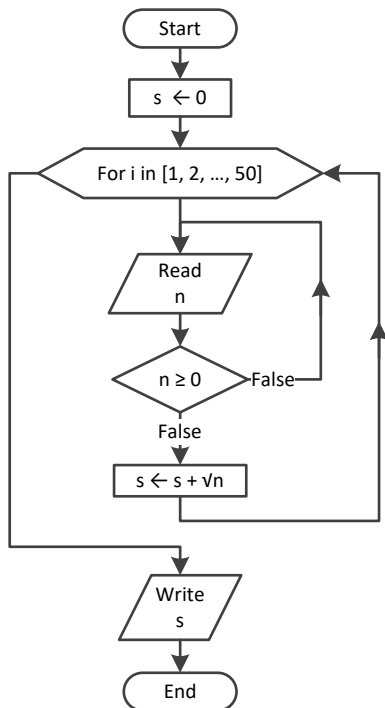 Start
s ← 0
For i in [1, 2, …, 50]
Read
n
n ≥ 0
False
False
s ← s + √n
Write
s
End